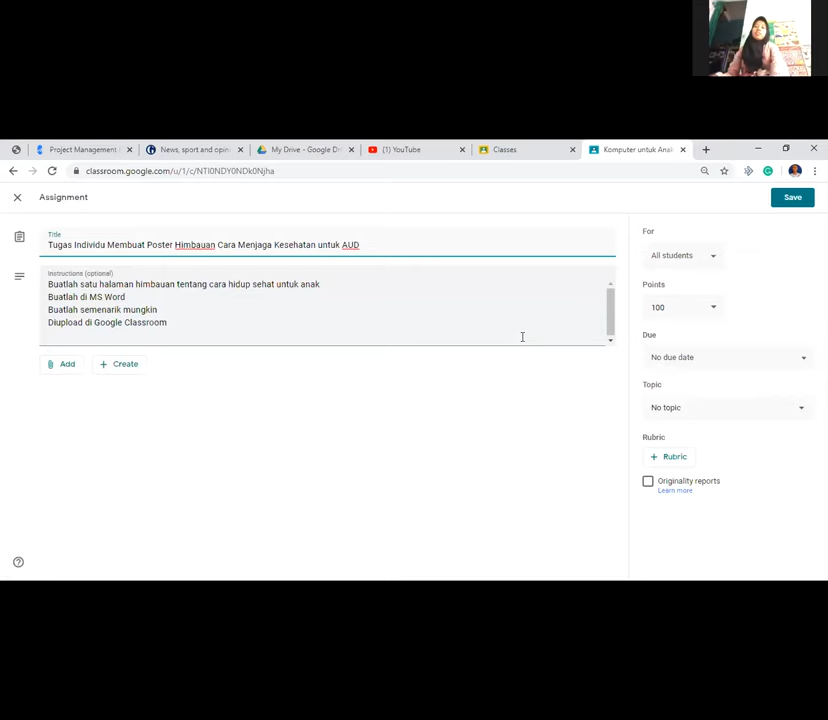 Project Management
News, sport and opin
My Drive - Google Dr
(1) YouTube
Classes
Komputer untuk Anak
classroom.google.com/u/1/c/NTI0NDY0NDk0Njha
Assignment
Save
Title
Tugas Individu Membuat Poster Himbauan Cara Menjaga Kesehatan untuk AUD
Instructions (optional)
Buatlah satu halaman himbauan tentang cara hidup sehat untuk anak
Buatlah di MS Word
Buatlah semenarik mungkin
Diupload di Google Classroom
Add
Create
For
All students
Points
100
Due
No due date
Topic
No topic
Rubric
Rubric
Originality reports
Learn more